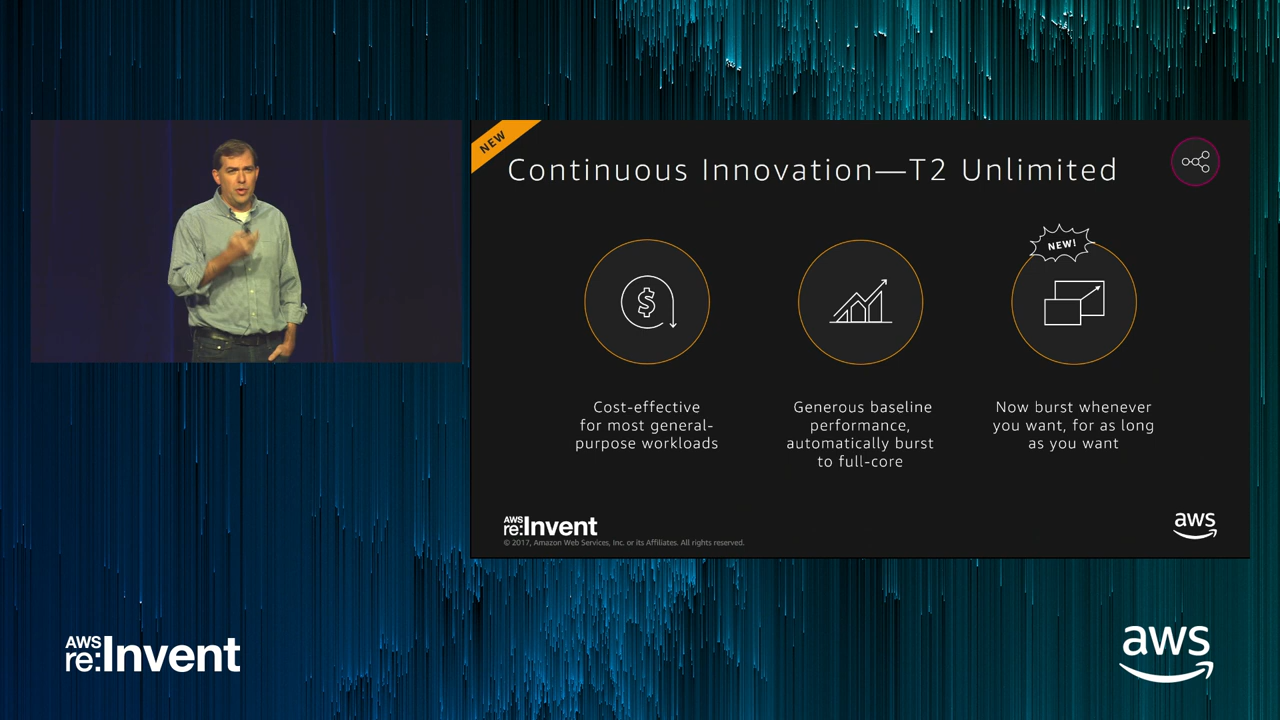 NEW
Continuous Innovation—T2 Unlimited
NEW!
Cost-effective
for most general-
purpose workloads
Generous baseline
performance,
automatically burst
to full-core
Now burst whenever
you want, for as long
as you want
AWS
re:Invent
© 2017, Amazon Web Services, Inc. or its Affiliates. All rights reserved.
aws
AWS
re:Invent
aws